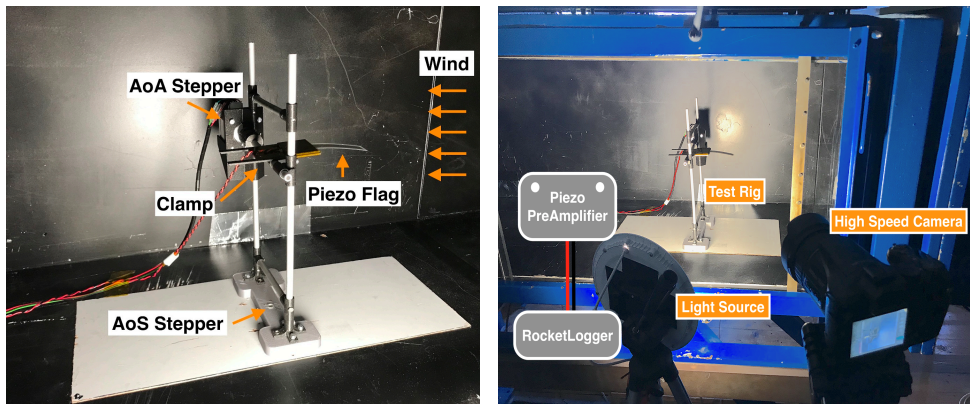 Wind
AoA Stepper
Piezo Flag
Clamp
AoS Stepper
Piezo
PreAmplifier
Test Rig
High Speed Camera
Light Source
RocketLogger